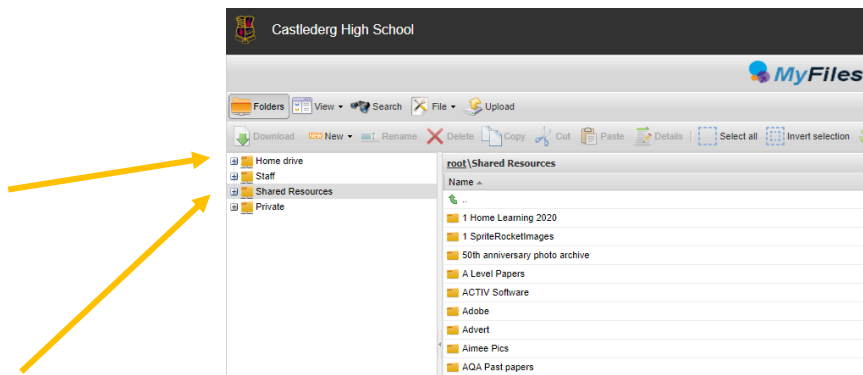 Castlederg High School
MyFiles
Folders View Search File Upload
Download NEW New Rename Delete Copy Cut Paste Details Select all Invert selection
Home drive
Staff
Shared Resources
Private
root\Shared Resources
Name
..
1 Home Learning 2020
1 SpriteRocketImages
50th anniversary photo archive
A Level Papers
ACTIV Software
Adobe
Advert
Aimee Pics
AQA Past papers